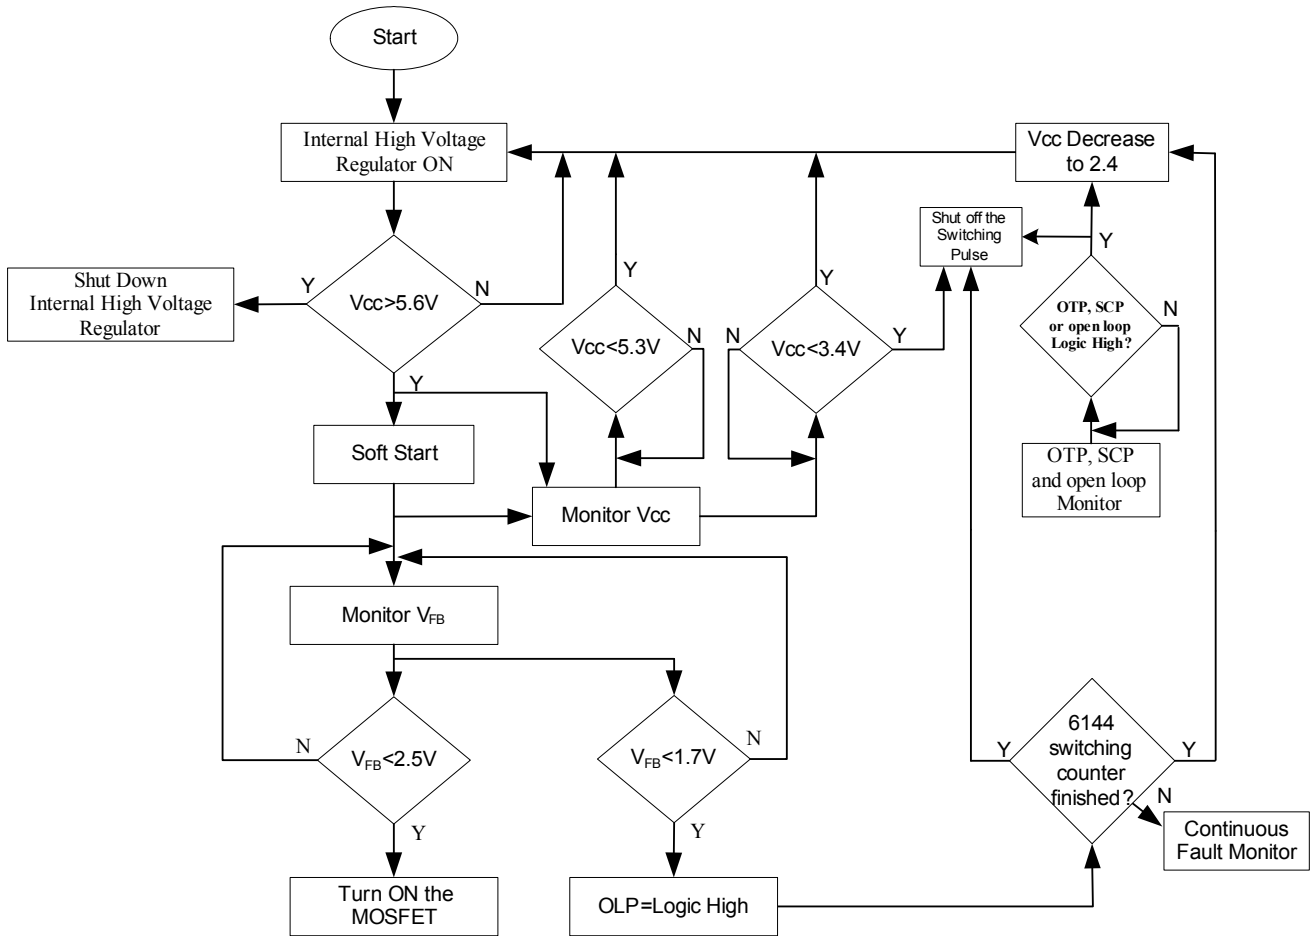 Start
Internal High Voltage
Regulator ON
Vcc Decrease
to 2.4
Shut off the
Switching
Pulse
Y
Shut Down
Internal High Voltage
Regulator
Y
Vcc>5.6V
N
Y
Vcc<5.3V
N
Y
N
Vcc<3.4V
Y
OTP, SCP
or open loop
Logic High?
N
Y
Soft Start
Monitor Vcc
OTP, SCP
and open loop
Monitor
Monitor VFB
N
VFB<2.5V
Y
VFB<1.7V
N
Y
Y
6144
switching
counter
finished?
Y
N
Continuous
Fault Monitor
Turn ON the
MOSFET
OLP=Logic High